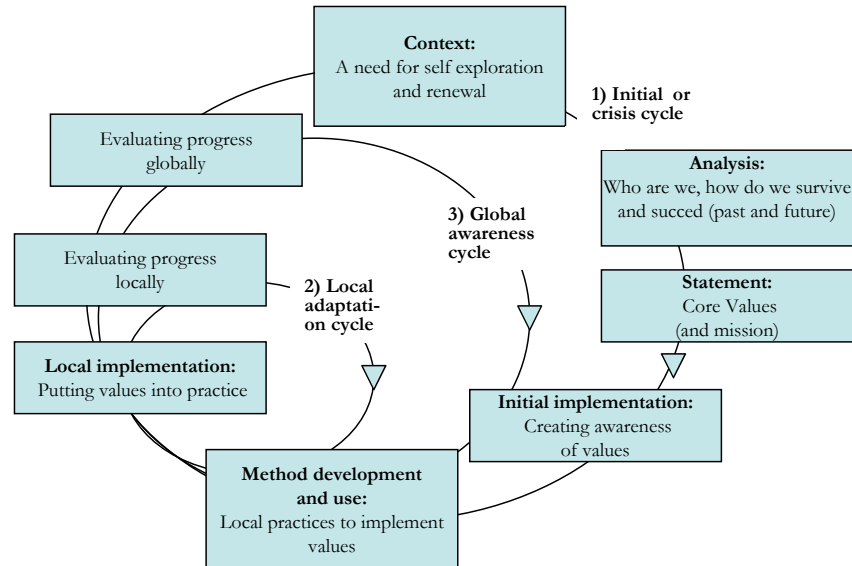 Context:
A need for self exploration
and renewal
1) Initial or
crisis cycle
Evaluating progress
globally
Analysis:
Who are we, how do we survive
and succed (past and future)
3) Global
awareness
cycle
Evaluating progress
locally
2) Local
adaptati-
on cycle
Statement:
Core Values
(and mission)
Local implementation:
Putting values into practice
Initial implementation:
Creating awareness
of values
Method development
and use:
Local practices to implement
values